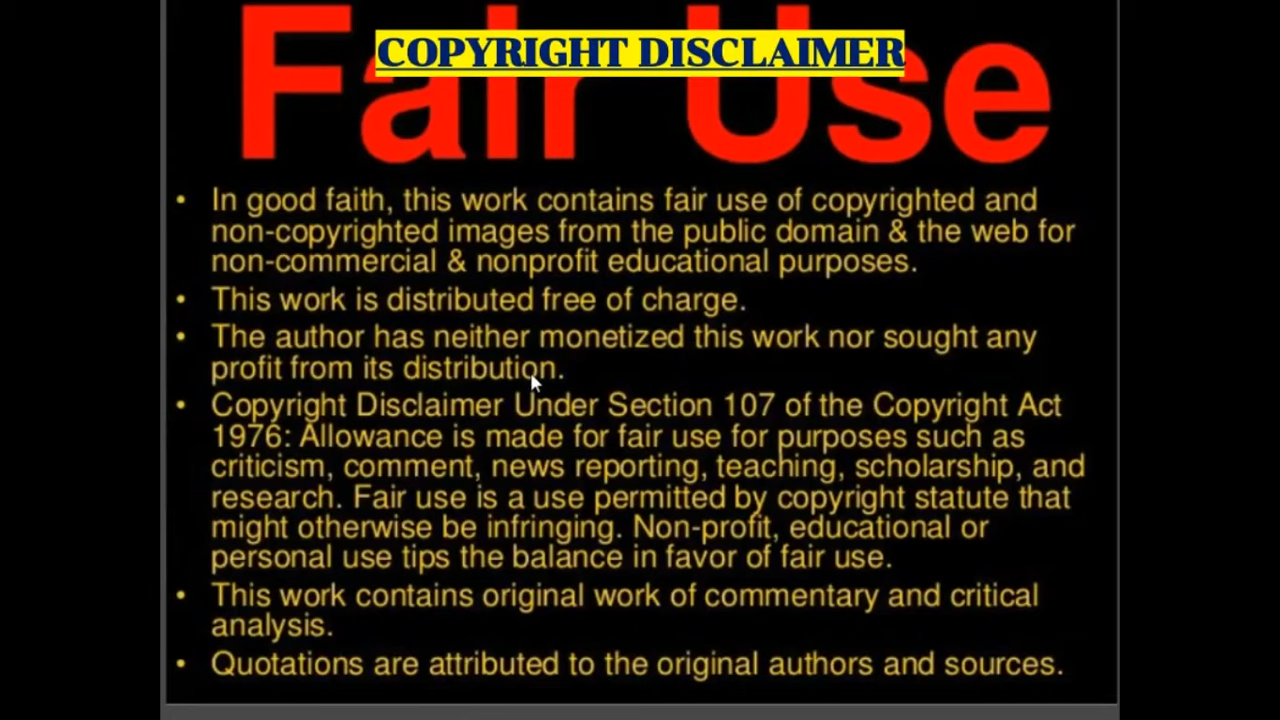 COPYRIGHT DISCLAIMER
Fair Use
• In good faith, this work contains fair use of copyrighted and
non-copyrighted images from the public domain & the web for
non-commercial & nonprofit educational purposes.
• This work is distributed free of charge.
• The author has neither monetized this work nor sought any
profit from its distribution.
• Copyright Disclaimer Under Section 107 of the Copyright Act
1976: Allowance is made for fair use for purposes such as
criticism, comment, news reporting, teaching, scholarship, and
research. Fair use is a use permitted by copyright statute that
might otherwise be infringing. Non-profit, educational or
personal use tips the balance in favor of fair use.
• This work contains original work of commentary and critical
analysis.
• Quotations are attributed to the original authors and sources.